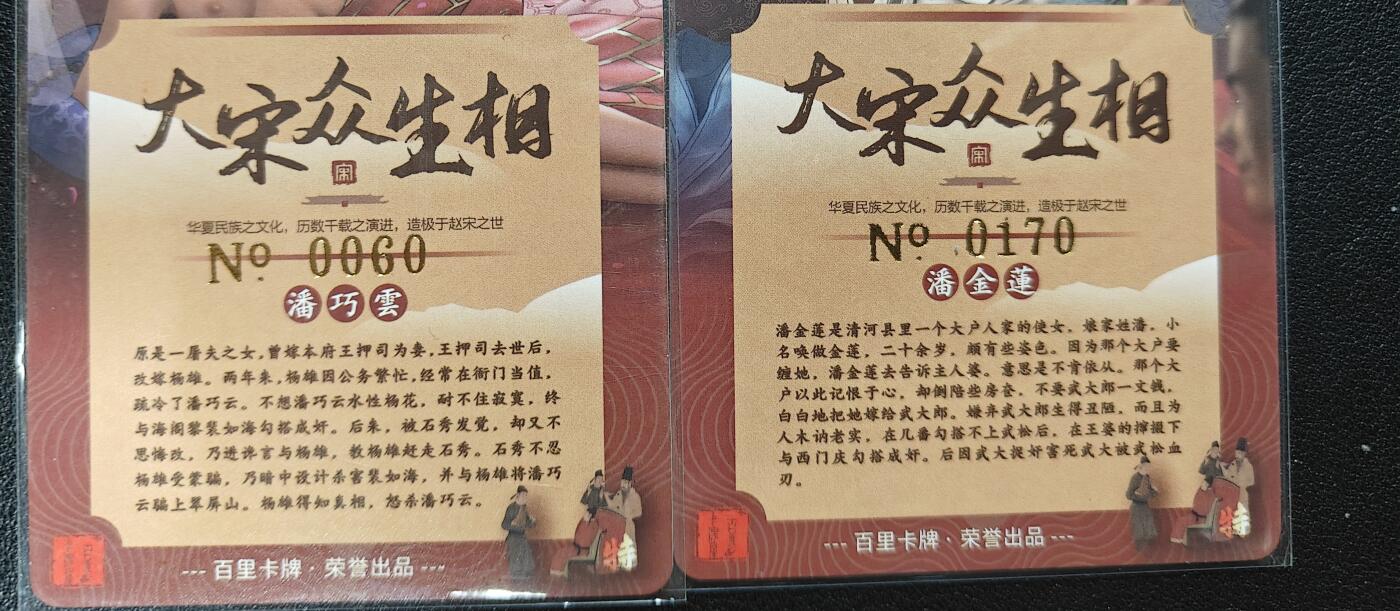 大宋众生相
宋
华夏民族之文化，历数千载之演进，造极于赵宋之世
No 0060
潘巧雲
原是一屠夫之女，曾嫁本府王押司为妻，王押司去世后，
改嫁杨雄。两年来，杨雄因公务繁忙，经常在衙门当值，
疏冷了潘巧云。不想潘巧云水性杨花，耐不住寂寞，终
与海阇黎裴如海勾搭成奸。后来，被石秀发觉，却又不
思悔改，乃进谗言与杨雄，教杨雄赶走石秀。石秀不忍
杨雄受蒙骗，乃暗中设计杀害裴如海，并与杨雄将潘巧
云骗上翠屏山。杨雄得知真相，怒杀潘巧云。
特
--- 百里卡牌·荣誉出品 ---
大宋众生相
宋
华夏民族之文化，历数千载之演进，造极于赵宋之世
No 0170
潘金蓮
潘金莲是清河县里一个大户人家的使女，娘家姓潘，小
名唤做金莲，二十余岁，颇有些姿色。因为那个大户要
缠她，潘金莲去告诉主人婆，意思是不肯依从。那个大
户以此记恨于心，却倒陪些房奁，不要武大郎一文钱，
白白地把她嫁给武大郎。嫌弃武大郎生得丑陋，而且为
人木讷老实，在几番勾搭不上武松后，在王婆的撺掇下
与西门庆勾搭成奸。后因武大捉奸害死武大被武松血
刃。
特
--- 百里卡牌·荣誉出品 ---